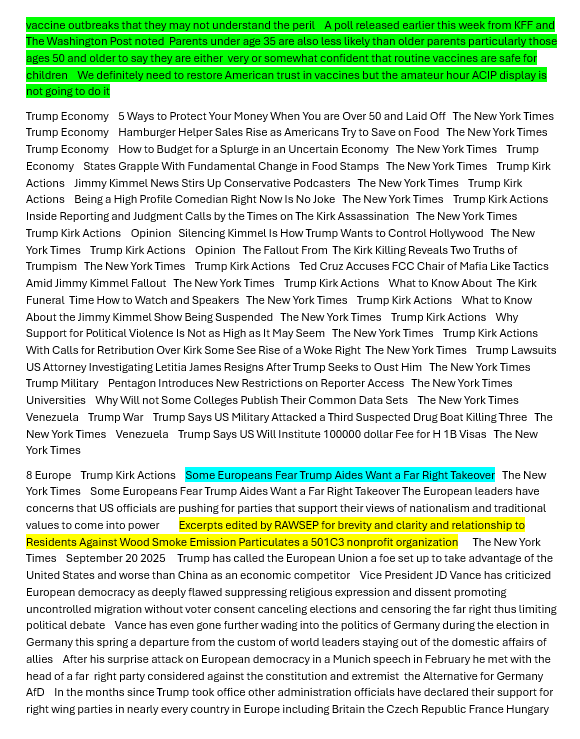 vaccine outbreaks that they may not understand the peril    A poll released earlier this week from KFF and
The Washington Post noted  Parents under age 35 are also less likely than older parents particularly those
ages 50 and older to say they are either  very or somewhat confident that routine vaccines are safe for
children    We definitely need to restore American trust in vaccines but the amateur hour ACIP display is
not going to do it
Trump Economy    5 Ways to Protect Your Money When You are Over 50 and Laid Off   The New York Times
Trump Economy    Hamburger Helper Sales Rise as Americans Try to Save on Food   The New York Times
Trump Economy    How to Budget for a Splurge in an Uncertain Economy   The New York Times     Trump
Economy    States Grapple With Fundamental Change in Food Stamps   The New York Times     Trump Kirk
Actions    Jimmy Kimmel News Stirs Up Conservative Podcasters   The New York Times     Trump Kirk
Actions    Being a High Profile Comedian Right Now Is No Joke   The New York Times     Trump Kirk Actions
Inside Reporting and Judgment Calls by the Times on The Kirk Assassination   The New York Times
Trump Kirk Actions    Opinion   Silencing Kimmel Is How Trump Wants to Control Hollywood   The New
York Times     Trump Kirk Actions    Opinion   The Fallout From  The Kirk Killing Reveals Two Truths of
Trumpism   The New York Times     Trump Kirk Actions    Ted Cruz Accuses FCC Chair of Mafia Like Tactics
Amid Jimmy Kimmel Fallout   The New York Times     Trump Kirk Actions    What to Know About  The Kirk
Funeral  Time How to Watch and Speakers   The New York Times     Trump Kirk Actions    What to Know
About the Jimmy Kimmel Show Being Suspended   The New York Times     Trump Kirk Actions    Why
Support for Political Violence Is Not as High as It May Seem   The New York Times     Trump Kirk Actions
With Calls for Retribution Over Kirk Some See Rise of a Woke Right  The New York Times     Trump Lawsuits
US Attorney Investigating Letitia James Resigns After Trump Seeks to Oust Him   The New York Times
Trump Military    Pentagon Introduces New Restrictions on Reporter Access   The New York Times
Universities    Why Will not Some Colleges Publish Their Common Data Sets   The New York Times
Venezuela    Trump War    Trump Says US Military Attacked a Third Suspected Drug Boat Killing Three   The
New York Times     Venezuela    Trump Says US Will Institute 100000 dollar Fee for H 1B Visas   The New
York Times
8 Europe    Trump Kirk Actions    Some Europeans Fear Trump Aides Want a Far Right Takeover   The New
York Times    Some Europeans Fear Trump Aides Want a Far Right Takeover The European leaders have
concerns that US officials are pushing for parties that support their views of nationalism and traditional
values to come into power       Excerpts edited by RAWSEP for brevity and clarity and relationship to
Residents Against Wood Smoke Emission Particulates a 501C3 nonprofit organization     The New York
Times    September 20 2025     Trump has called the European Union a foe set up to take advantage of the
United States and worse than China as an economic competitor    Vice President JD Vance has criticized
European democracy as deeply flawed suppressing religious expression and dissent promoting
uncontrolled migration without voter consent canceling elections and censoring the far right thus limiting
political debate    Vance has even gone further wading into the politics of Germany during the election in
Germany this spring a departure from the custom of world leaders staying out of the domestic affairs of
allies    After his surprise attack on European democracy in a Munich speech in February he met with the
head of a far  right party considered against the constitution and extremist  the Alternative for Germany
AfD    In the months since Trump took office other administration officials have declared their support for
right wing parties in nearly every country in Europe including Britain the Czech Republic France Hungary